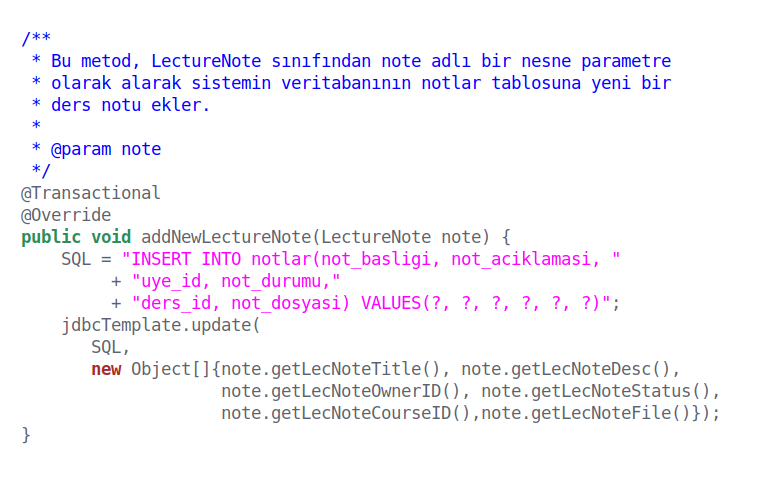 /**
 * Bu metod, LectureNote sınıfından note adlı bir nesne parametre
 * olarak alarak sistemin veritabanının notlar tablosuna yeni bir
 * ders notu ekler.
 *
 * @param note
 */
@Transactional
@Override
public void addNewLectureNote(LectureNote note) {
    SQL = "INSERT INTO notlar(not_basligi, not_aciklamasi, "
         + "uye_id, not_durumu,"
         + "ders_id, not_dosyasi) VALUES(?, ?, ?, ?, ?, ?)";
    jdbcTemplate.update(
       SQL,
       new Object[]{note.getLecNoteTitle(), note.getLecNoteDesc(),
                    note.getLecNoteOwnerID(), note.getLecNoteStatus(),
                    note.getLecNoteCourseID(),note.getLecNoteFile()});
}